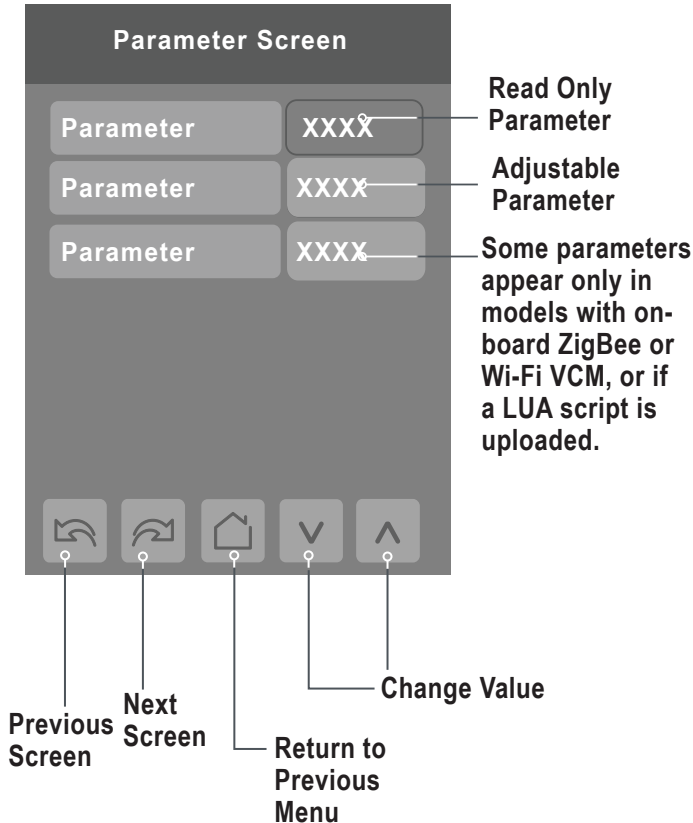 Parameter Screen
Parameter XXXX
Read Only
Parameter
Parameter XXXX
Adjustable
Parameter
Parameter XXXX
Some parameters
appear only in
models with on-
board ZigBee or
Wi-Fi VCM, or if
a LUA script is
uploaded.
Previous
Screen
Next
Screen
Return to
Previous
Menu
Change Value